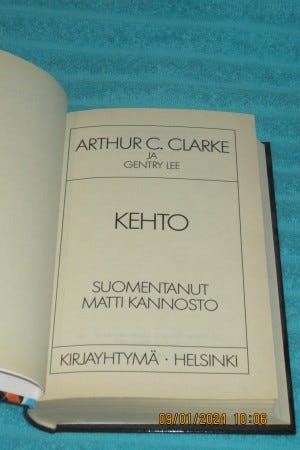 ARTHUR C. CLARKE
JA
GENTRY LEE
KEHTO
SUOMENTANUT
MATTI KANNOSTO
KIRJAYHTYMÄ · HELSINKI
09/01/2024 10:06